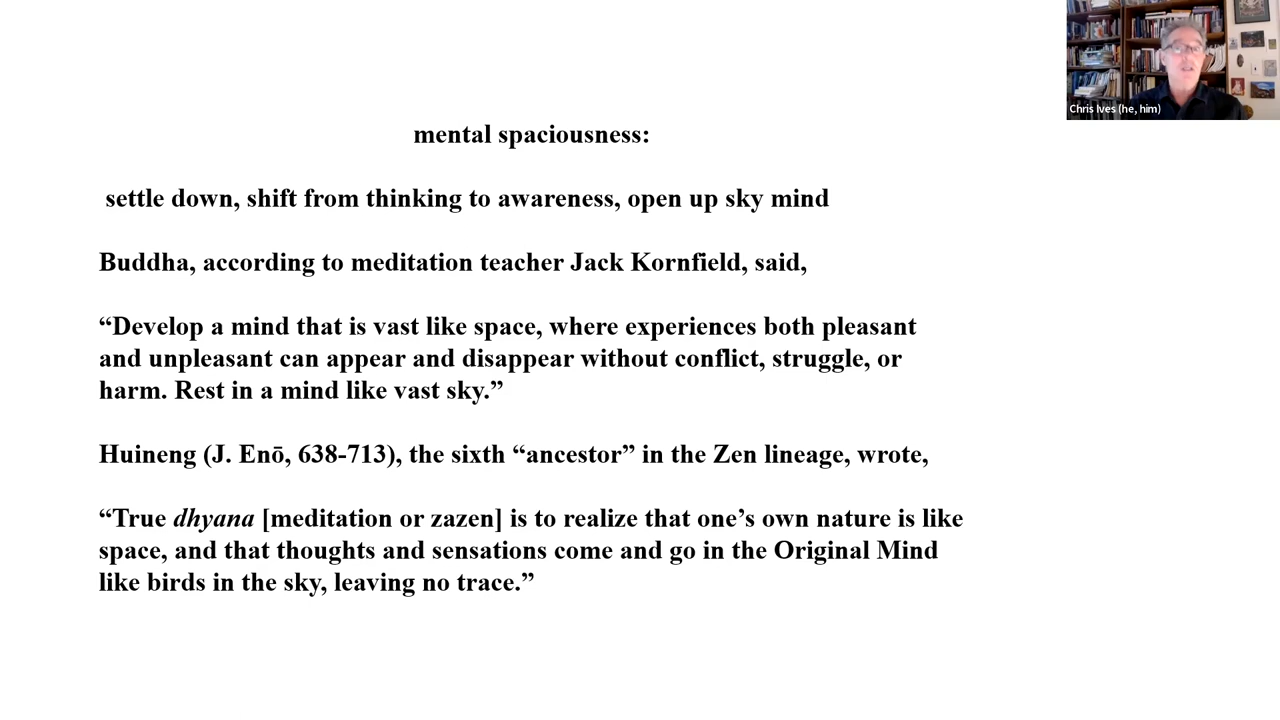 Chris Ives (he, him)
mental spaciousness:
settle down, shift from thinking to awareness, open up sky mind
Buddha, according to meditation teacher Jack Kornfield, said,
“Develop a mind that is vast like space, where experiences both pleasant
and unpleasant can appear and disappear without conflict, struggle, or
harm. Rest in a mind like vast sky.”
Huineng (J. Enō, 638-713), the sixth “ancestor” in the Zen lineage, wrote,
“True dhyana [meditation or zazen] is to realize that one’s own nature is like
space, and that thoughts and sensations come and go in the Original Mind
like birds in the sky, leaving no trace.”